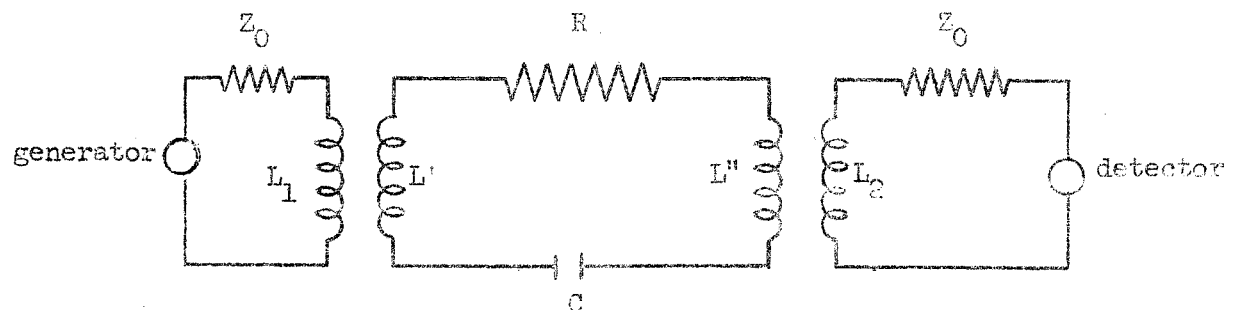 Z₀ R Z₀
generator L₁ L' L" L₂ detector
C